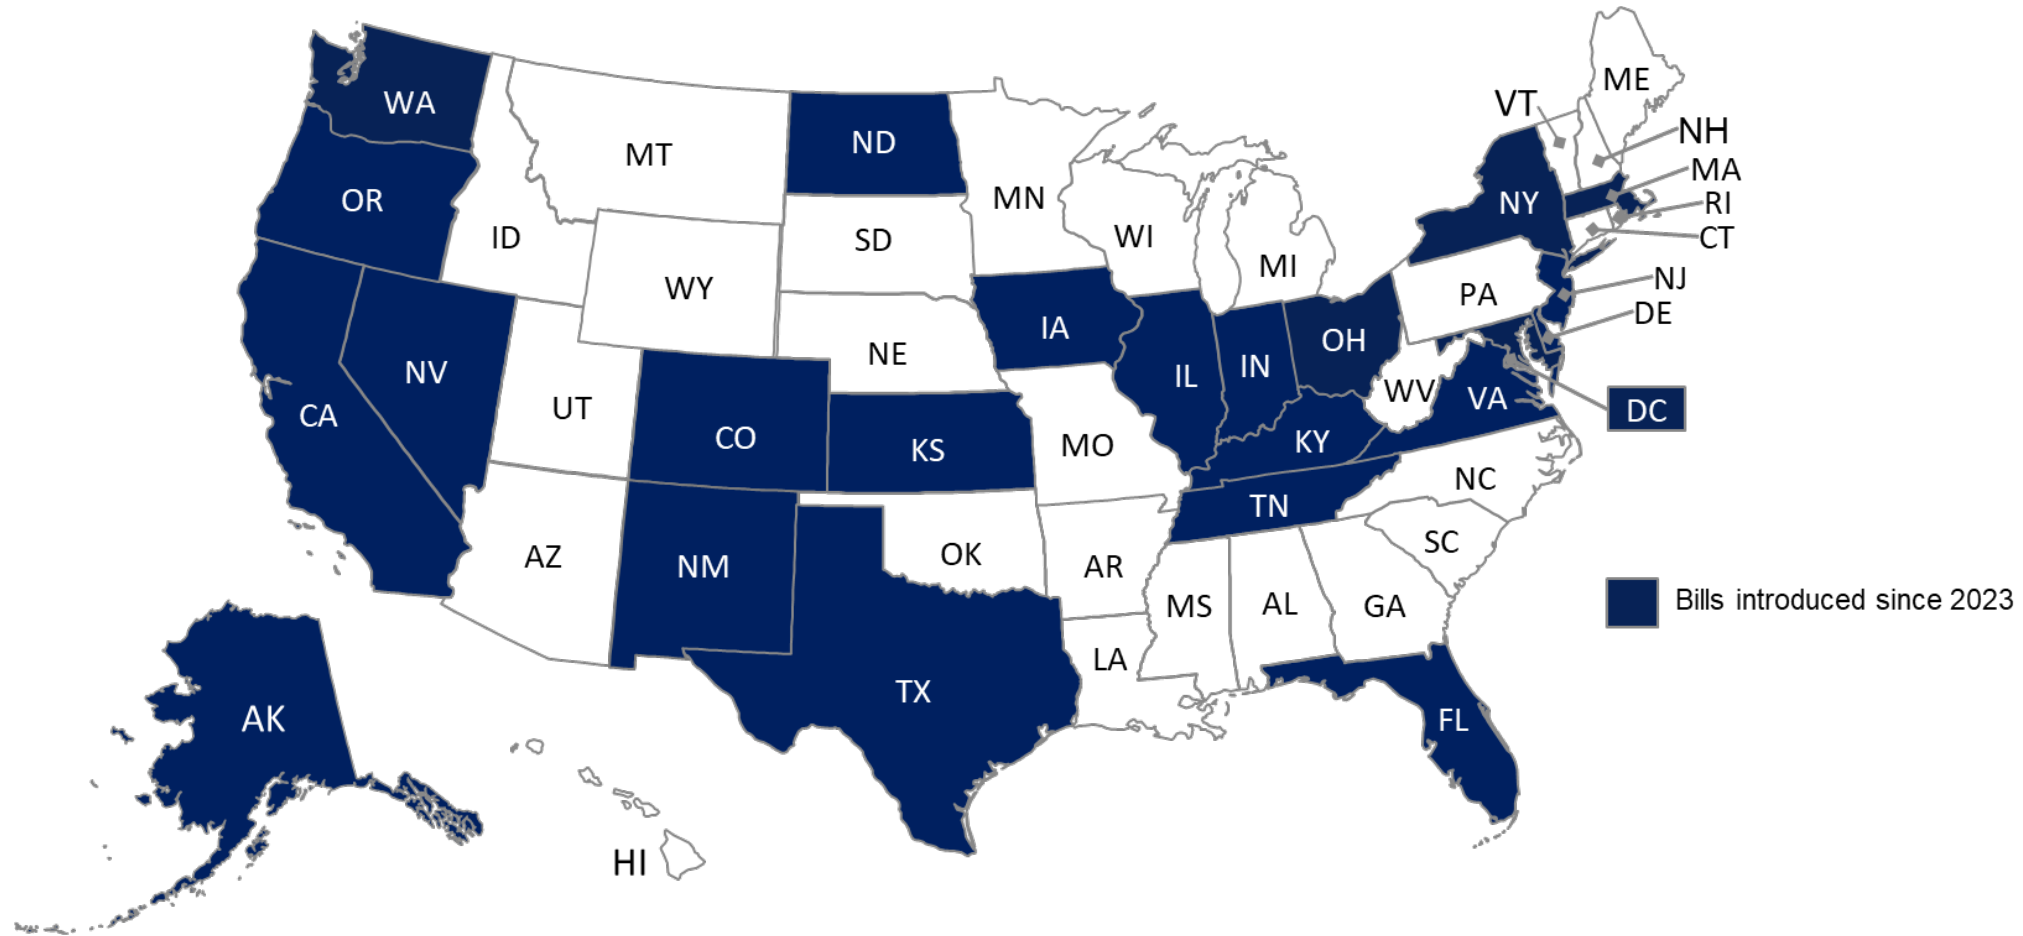 ME
WA
VT
NH
ND
MT
MA
OR
NY
RI
MN
ID
SD
WI
CT
MI
NJ
WY
PA
DE
IA
OH
NE
IN
NV
IL
WV
UT
VA
DC
CA
CO
KS
MO
KY
NC
TN
AZ
OK
SC
NM
AR
MS
AL
GA
Bills introduced since 2023
LA
TX
AK
FL
HI